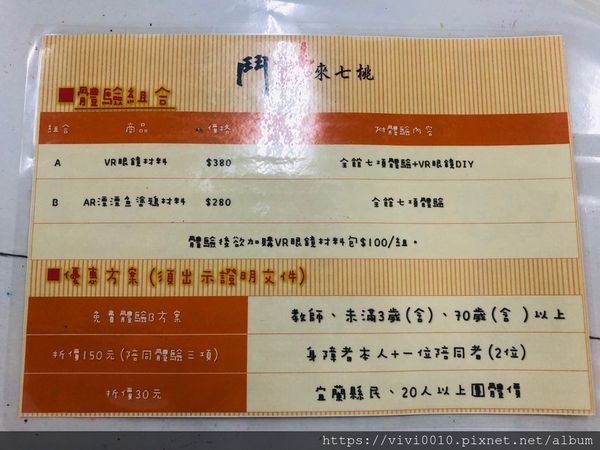 鬥 來七桃
■體驗組合
組合 商品 價格 附體驗內容
A VR眼鏡材料 $380 全館七項體驗+VR眼鏡DIY
B AR漂漂魚塗鴉材料 $280 全館七項體驗
體驗後欲加購VR眼鏡材料包$100/組。
■優惠方案(須出示證明文件)
免費體驗B方案 教師、未滿3歲(含)、70歲(含 )以上
折價150元(陪同體驗三項) 身障者本人+一位陪同者(2位)
折價30元 宜蘭縣民、20人以上團體價
https://vivi0010.pixnet.net/album